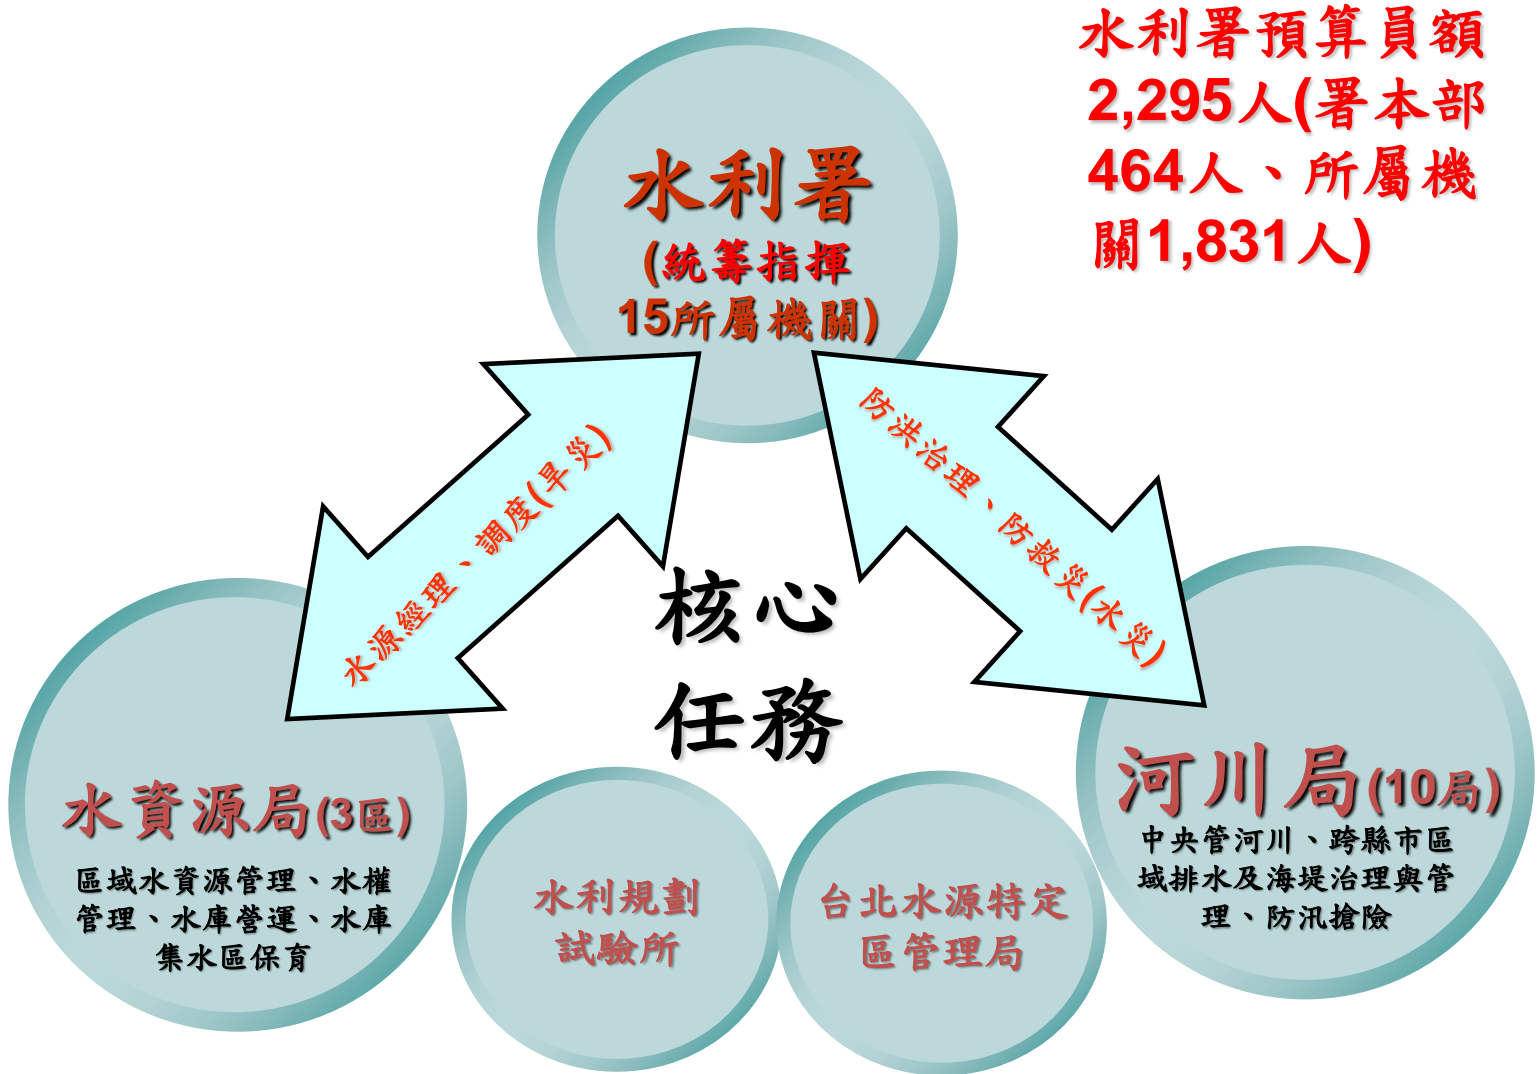 水利署預算員額
2,295人(署本部
464人、所屬機
關1,831人)
水利署
(統籌指揮
15所屬機關)
水源經理、調度(旱災)
防洪治理、防救災(水災)
核心
任務
水資源局(3區)
區域水資源管理、水權
管理、水庫營運、水庫
集水區保育
水利規劃
試驗所
台北水源特定
區管理局
河川局(10局)
中央管河川、跨縣市區
域排水及海堤治理與管
理、防汛搶險